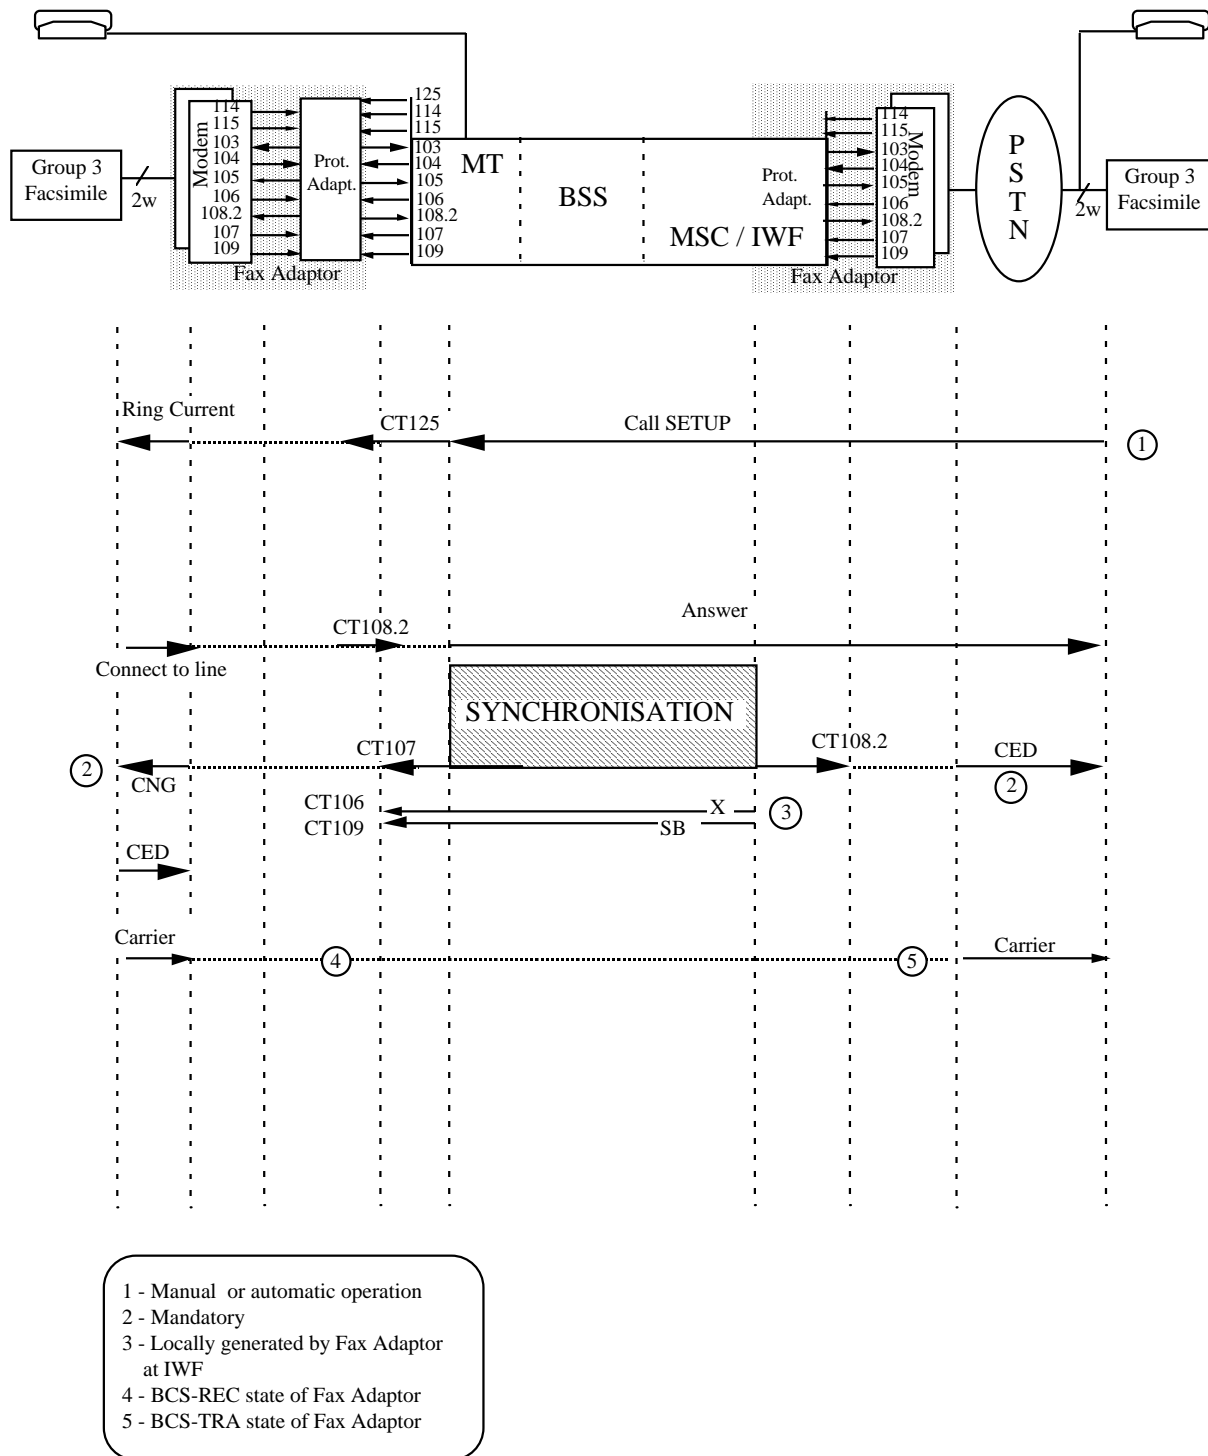 Group 3
Facsimile
2w
Modem
114
115
103
104
105
106
108.2
107
109
Prot.
Adapt.
Fax Adaptor
125
114
115
103
104
105
106
108.2
107
109
MT
BSS
MSC / IWF
Prot.
Adapt.
Fax Adaptor
114
115
103
104
105
106
108.2
107
109
Modem
P
S
T
N
2w
Group 3
Facsimile
Ring Current
CT125
Call SETUP
1
CT108.2
Answer
Connect to line
SYNCHRONISATION
2
CNG
CT107
CT108.2
CED
2
CT106
X
3
CT109
SB
CED
Carrier
4
5
Carrier
1 - Manual or automatic operation
2 - Mandatory
3 - Locally generated by Fax Adaptor
at IWF
4 - BCS-REC state of Fax Adaptor
5 - BCS-TRA state of Fax Adaptor